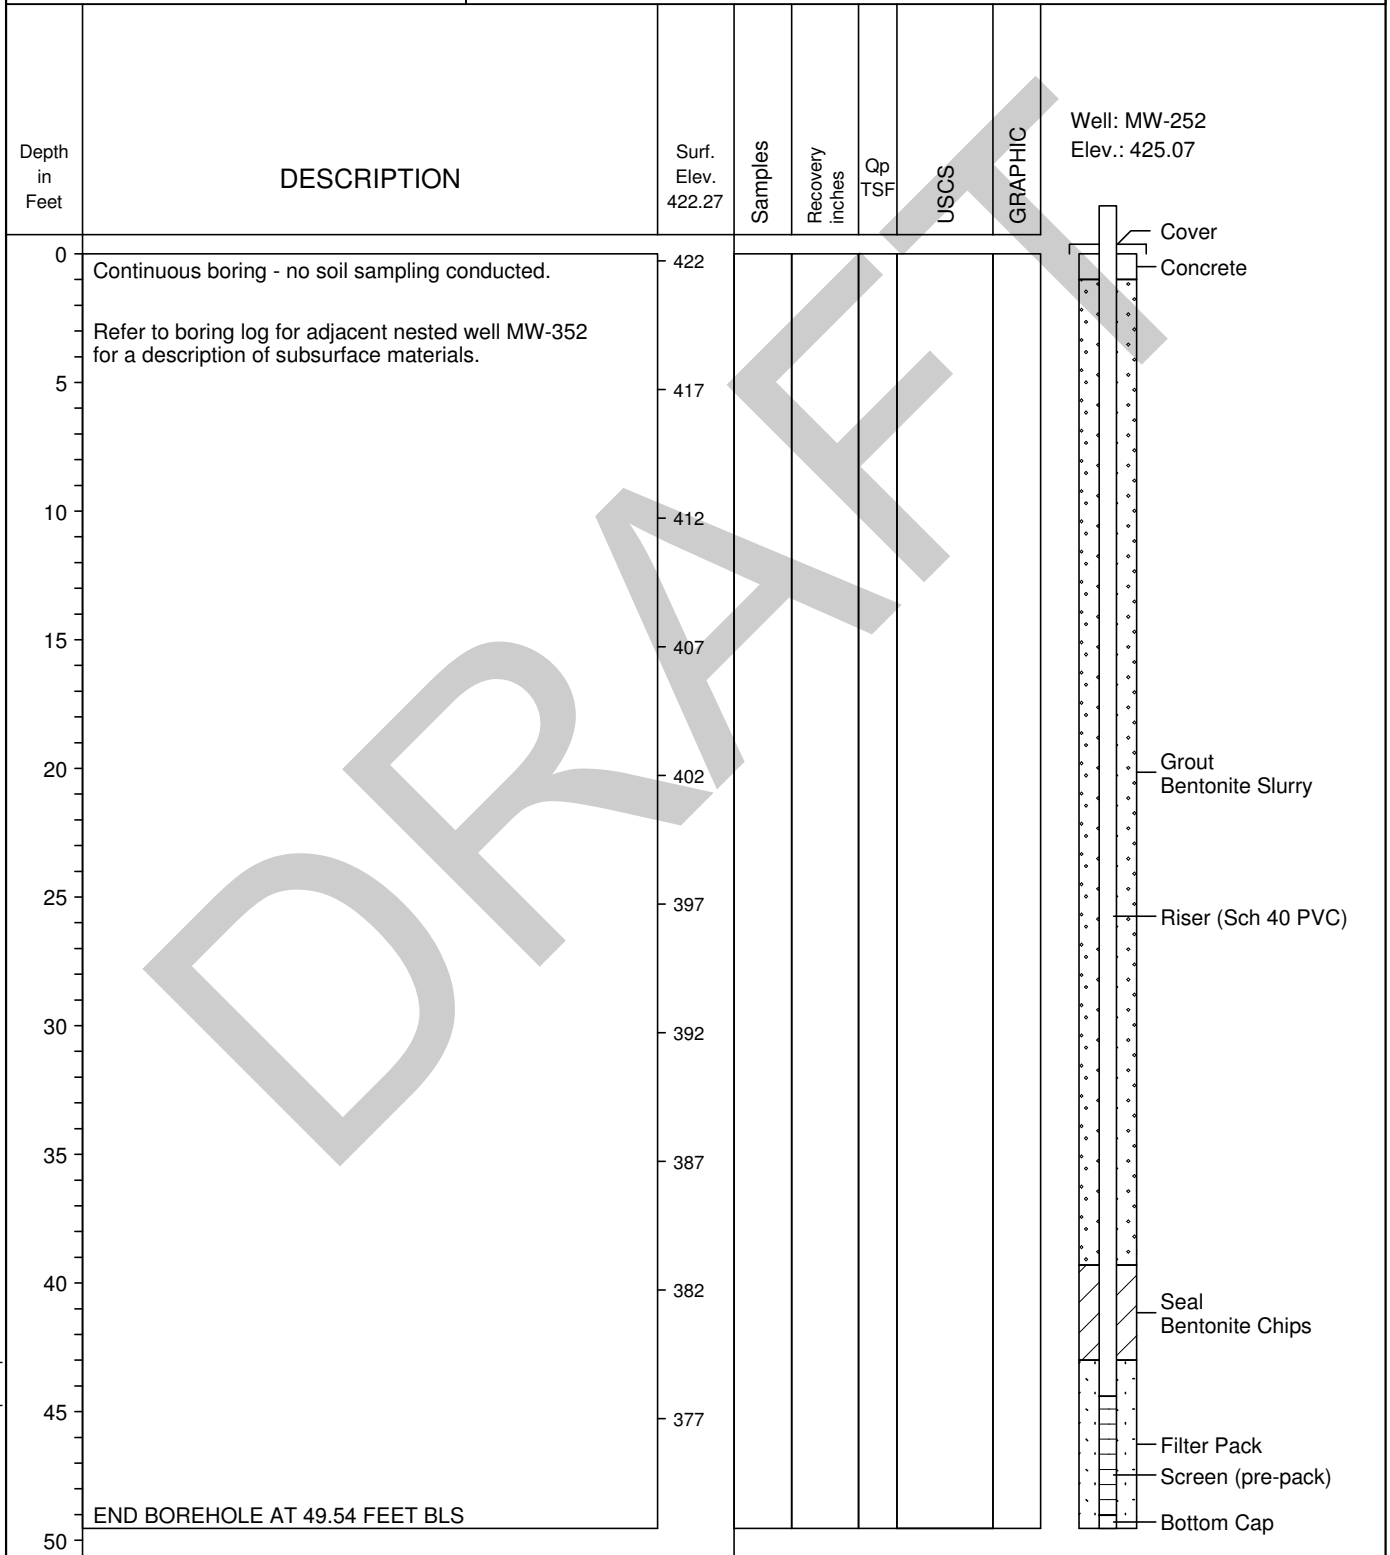 Well: MW-252
Elev.: 425.07
Depth
in
Feet
DESCRIPTION
Surf.
Elev.
422.27
Samples
Recovery
inches
Qp
TSF
USCS
GRAPHIC
Cover
Concrete
0
Continuous boring - no soil sampling conducted.
422
Refer to boring log for adjacent nested well MW-352
for a description of subsurface materials.
5
417
10
412
15
407
20
402
Grout
Bentonite Slurry
25
397
Riser (Sch 40 PVC)
30
392
35
387
40
382
Seal
Bentonite Chips
45
377
Filter Pack
Screen (pre-pack)
END BOREHOLE AT 49.54 FEET BLS
Bottom Cap
50
DRAFT